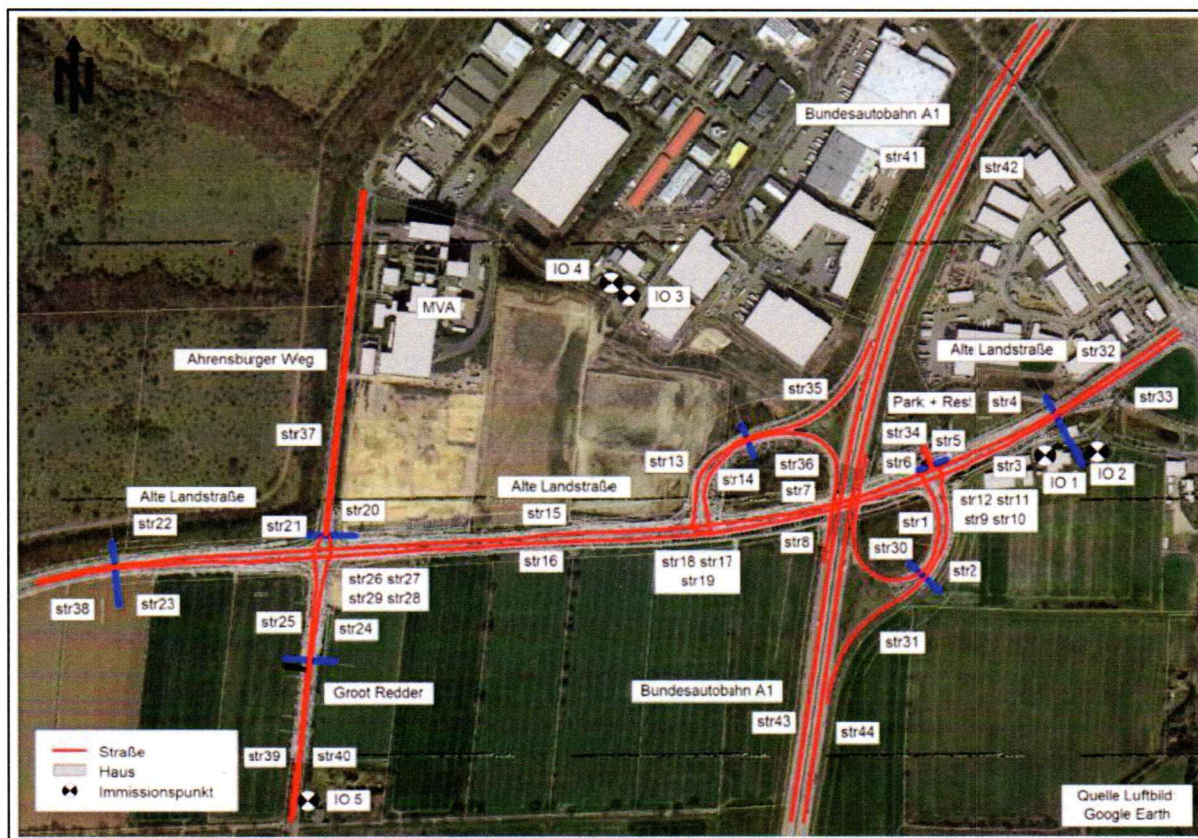 N
Bundesautobahn A1
str41
str42
IO 4
IO 3
MVA
Ahrensburger Weg
Alte Landstraße
str32
str35
Park + Rest
str4
str33
str34
str5
str37
str13
str14
str36
str6
str3
IO 1
IO 2
Alte Landstraße
str22
str21
str20
Alte Landstraße
str15
str7
str12 str11
str9 str10
str1
str16
str18 str17
str19
str8
str30
str2
str38
str23
str26 str27
str29 str28
str25
str24
str31
Groot Redder
Bundesautobahn A1
str43
str44
str39
str40
IO 5
Straße
Haus
Immissionspunkt
Quelle Luftbild:
Google Earth